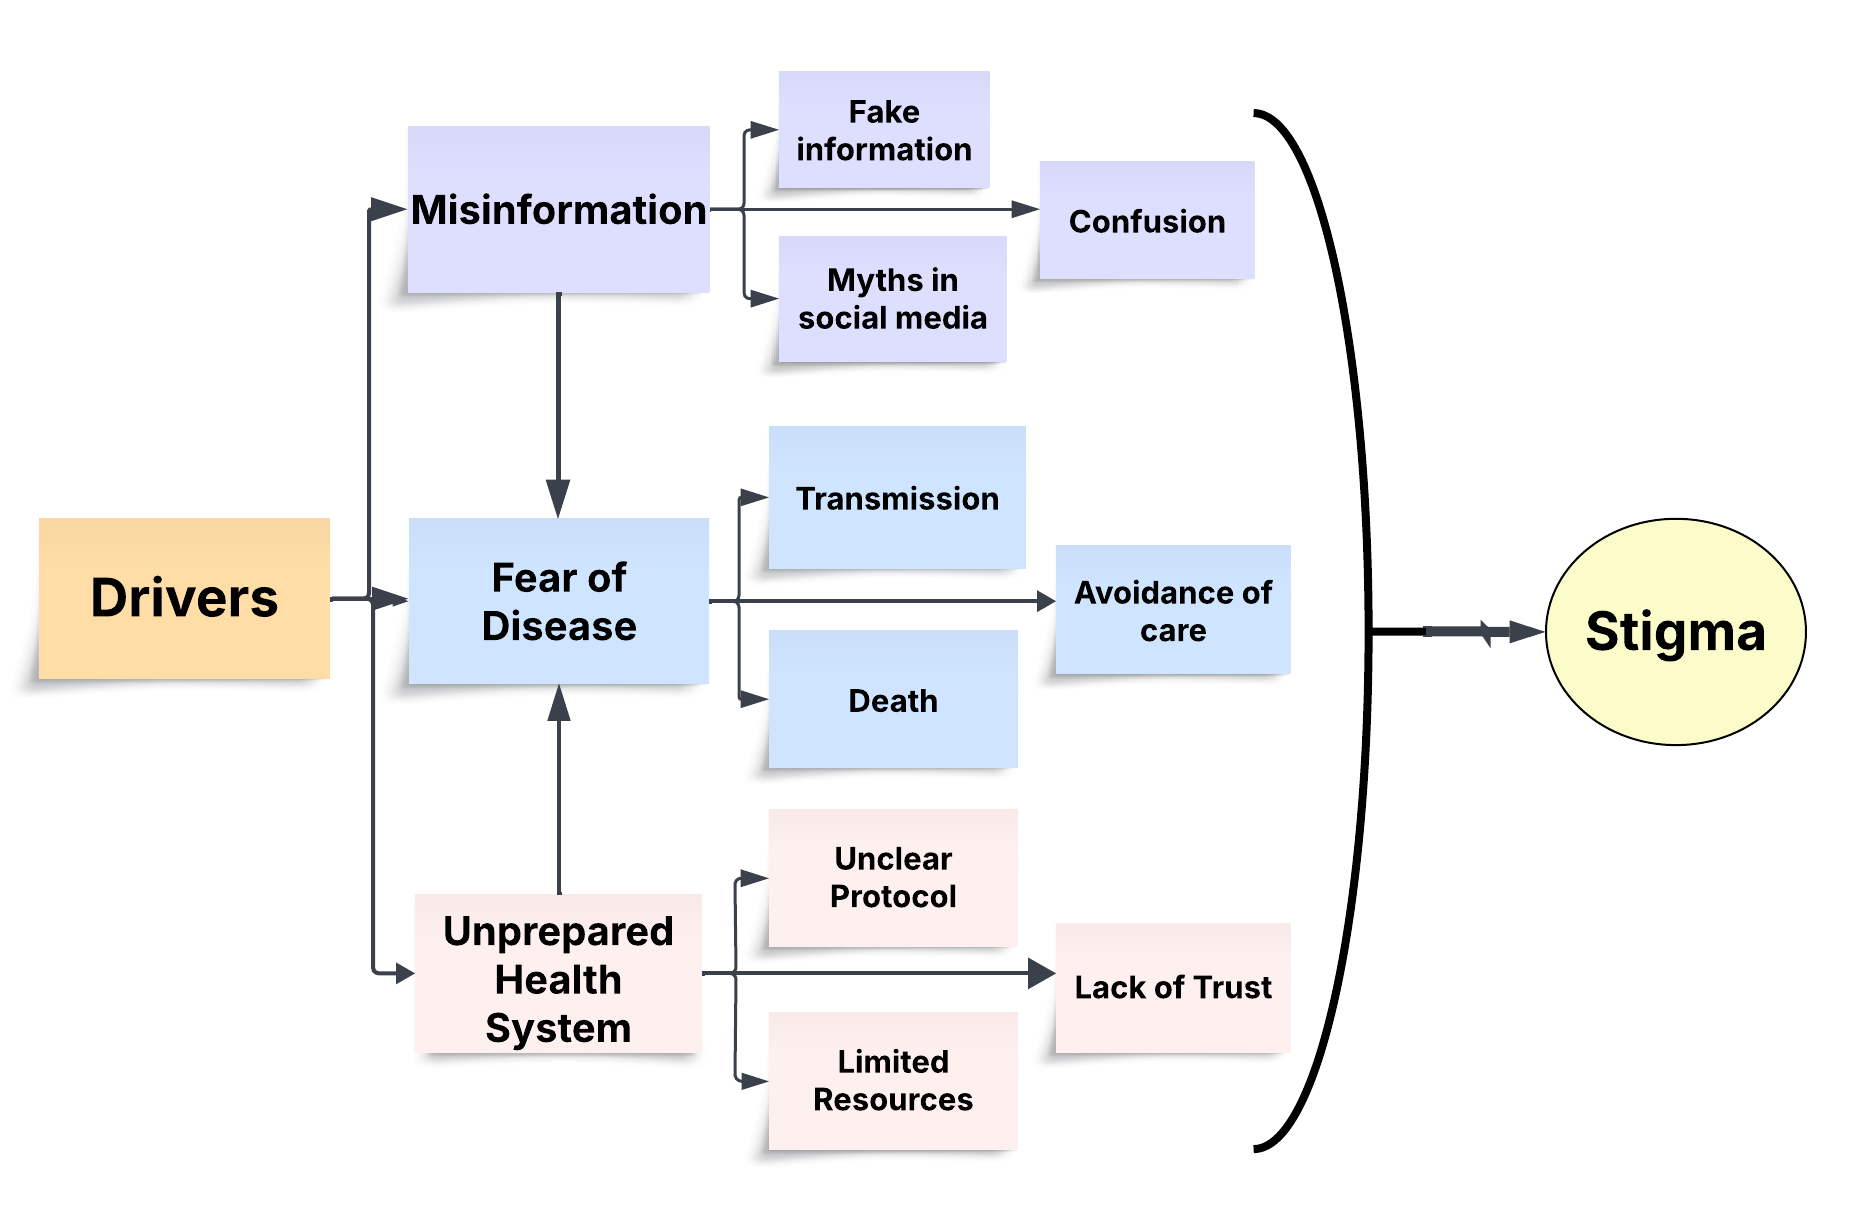 Fake
information
Misinformation
Confusion
Myths in
social media
Transmission
Drivers
Fear of
Disease
Avoidance of
care
Stigma
Death
Unclear
Protocol
Unprepared
Health
System
Lack of Trust
Limited
Resources